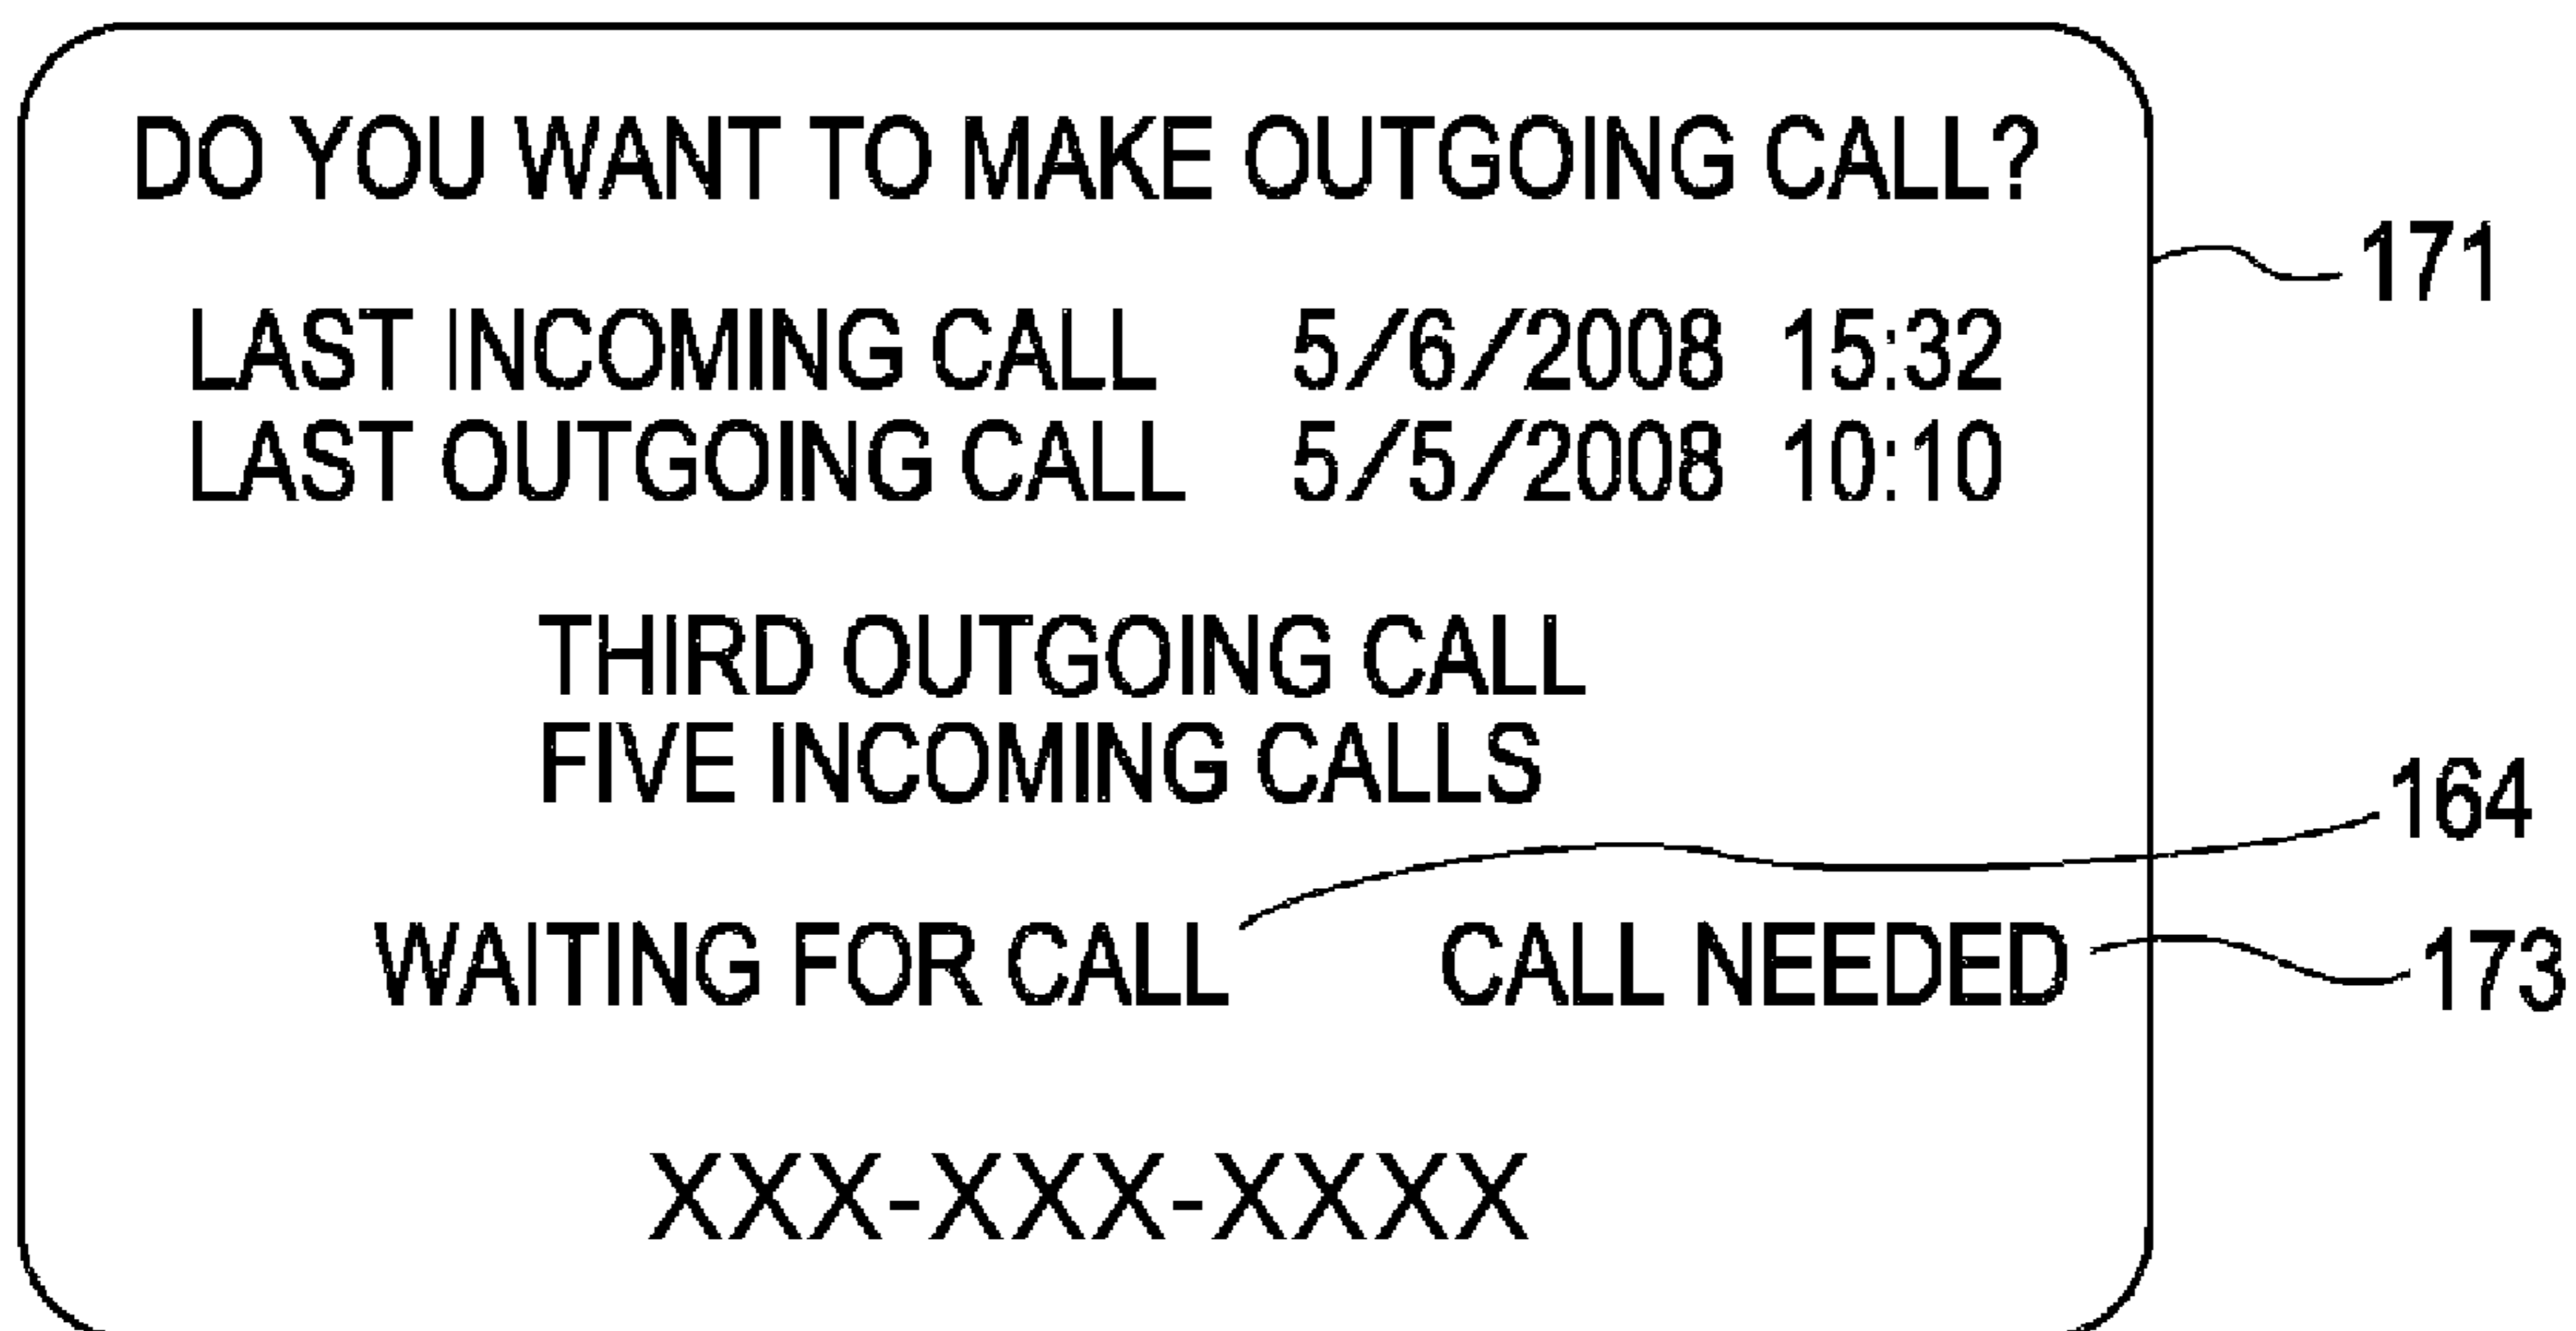 DO YOU WANT TO MAKE OUTGOING CALL?
171
LAST INCOMING CALL 5/6/2008 15:32
LAST OUTGOING CALL 5/5/2008 10:10
THIRD OUTGOING CALL
FIVE INCOMING CALLS
164
WAITING FOR CALL CALL NEEDED 173
XXX-XXX-XXXX